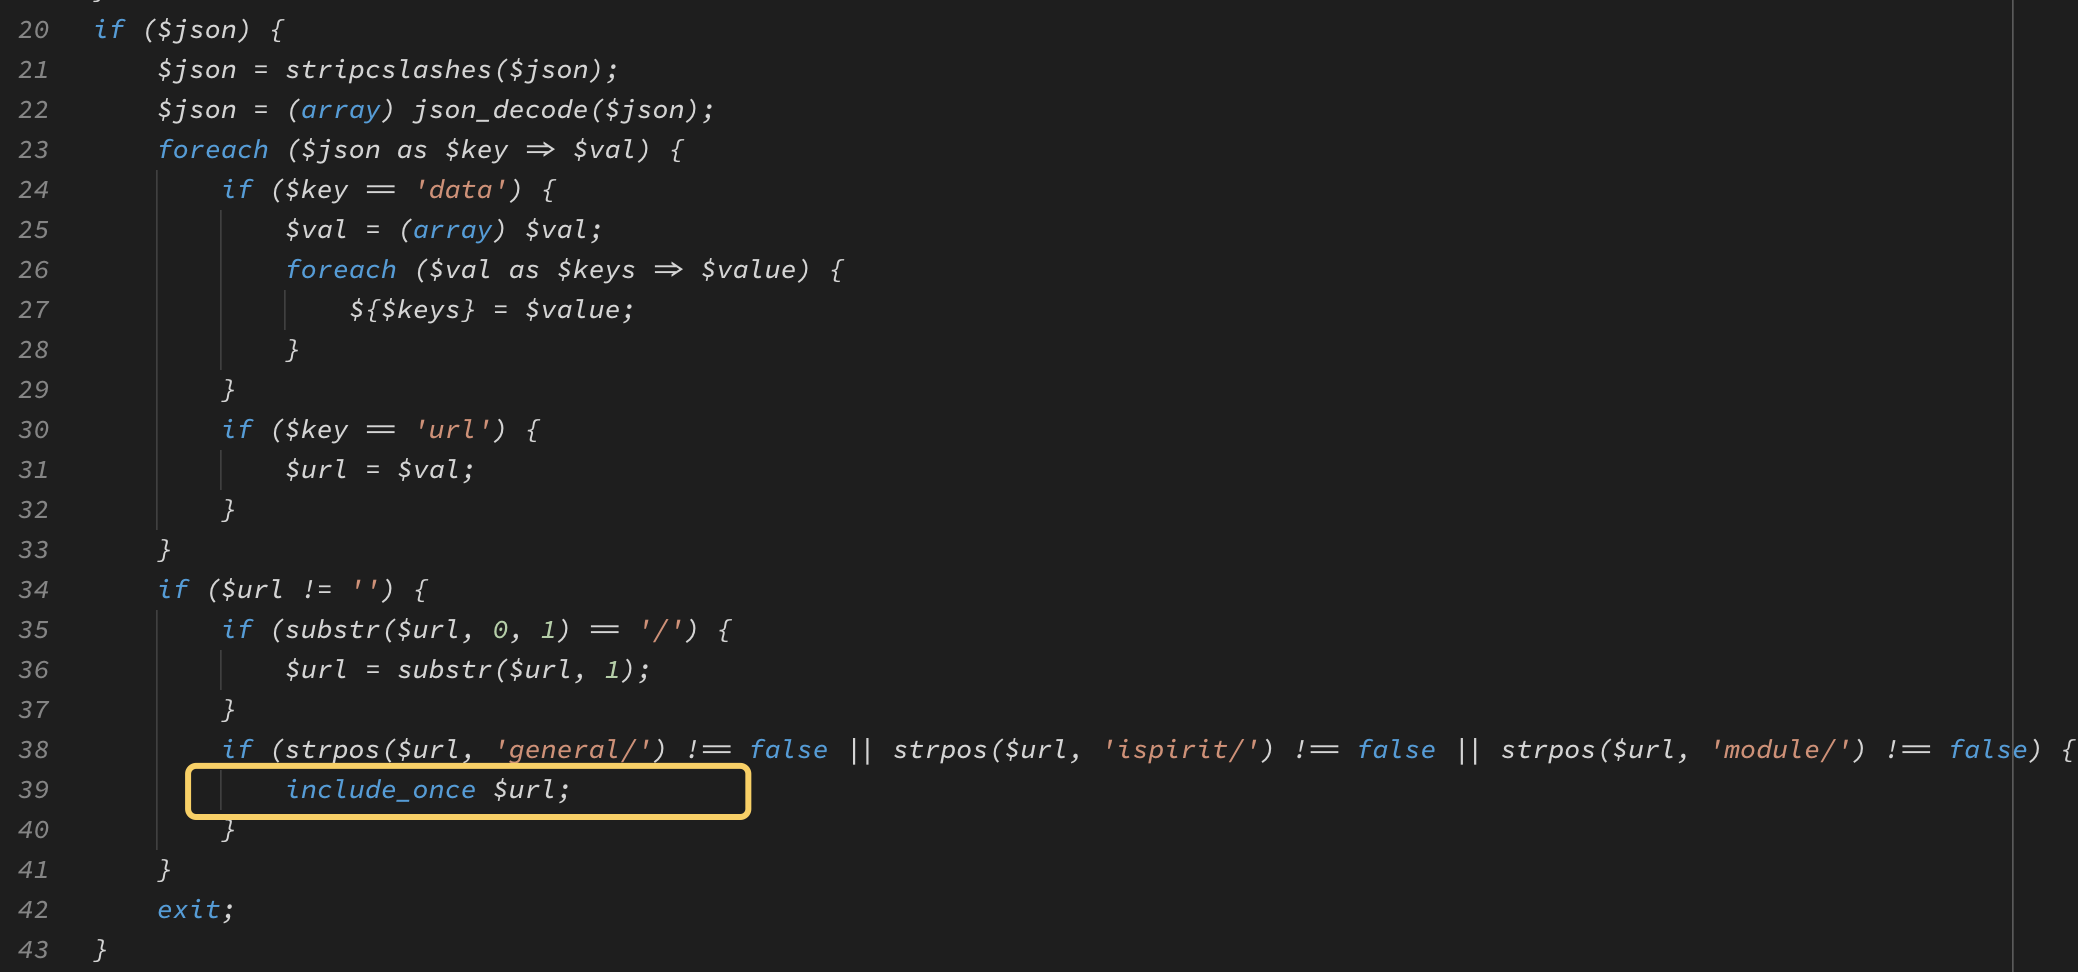 20 if ($json) {
21 $json = stripcslashes($json);
22 $json = (array) json_decode($json);
23 foreach ($json as $key => $val) {
24 if ($key == 'data') {
25 $val = (array) $val;
26 foreach ($val as $keys => $value) {
27 ${$keys} = $value;
28 }
29 }
30 if ($key == 'url') {
31 $url = $val;
32 }
33 }
34 if ($url != '') {
35 if (substr($url, 0, 1) == '/') {
36 $url = substr($url, 1);
37 }
38 if (strpos($url, 'general/') !== false || strpos($url, 'ispirit/') !== false || strpos($url, 'module/') !== false) {
39 include_once $url;
40 }
41 }
42 exit;
43 }